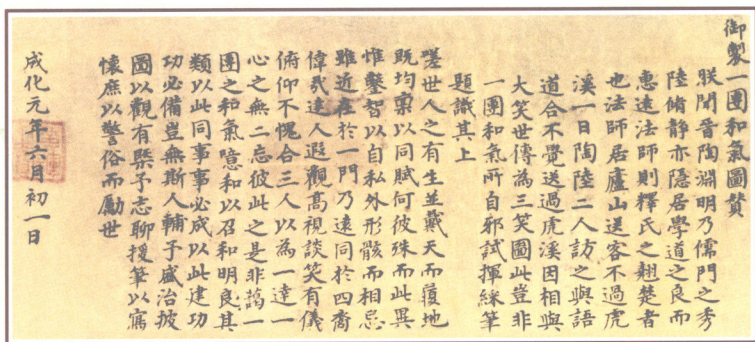 御製一團和氣圖贊
朕聞晉陶淵明乃儒門之秀
陸脩静亦隱居學道之良而
惠遠法師則釋氏之翹楚者
也法師居廬山送客不過虎
溪一日陶陸二人訪之與語
道合不覺送過虎溪因相與
大笑世傳為三笑圖此豈非
一團和氣所自邪試揮綵筆
題識其上
嗟世人之有生並戴天而履地
既均禀以同賦何彼殊而此異
惟鑿智以自私外形骸而相忌
雖近在於一門乃遠同於四裔
偉哉達人遐觀高視談笑有儀
俯仰不愧合三人以為一達一
心之無二忘彼此之是非藹一
團之和氣噫和以召和明良其
類以此同事事必成以此建功
功必備豈無斯人輔予盛治披
圖以觀有槩予志聊援筆以寫
懷庶以警俗而勵世
成化元年六月初一日